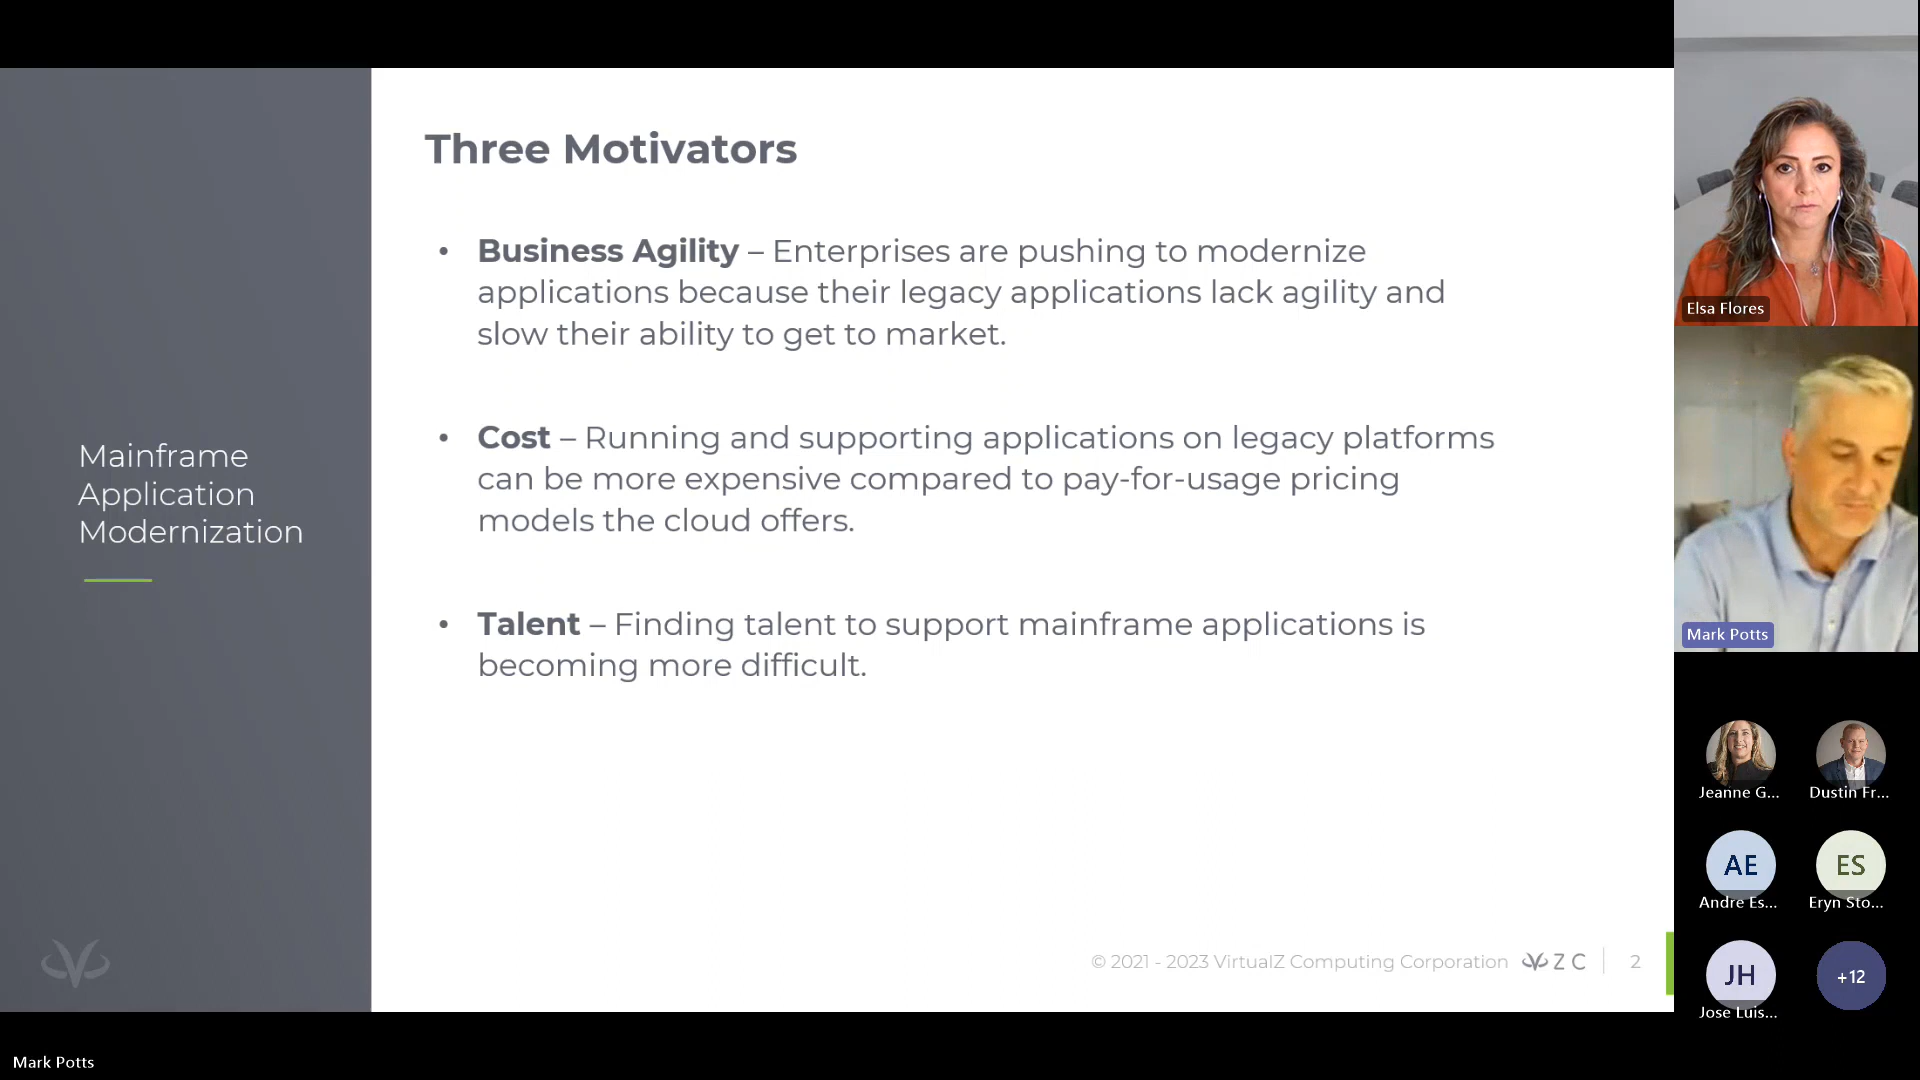 Three Motivators
• Business Agility – Enterprises are pushing to modernize
applications because their legacy applications lack agility and
slow their ability to get to market.
• Cost – Running and supporting applications on legacy platforms
can be more expensive compared to pay-for-usage pricing
models the cloud offers.
• Talent – Finding talent to support mainframe applications is
becoming more difficult.
Mainframe
Application
Modernization
© 2021 - 2023 VirtualZ Computing Corporation VZC 2
Elsa Flores
Mark Potts
Jeanne G... Dustin Fr...
AE ES
Andre Es... Eryn Sto...
JH +12
Jose Luis...
Mark Potts